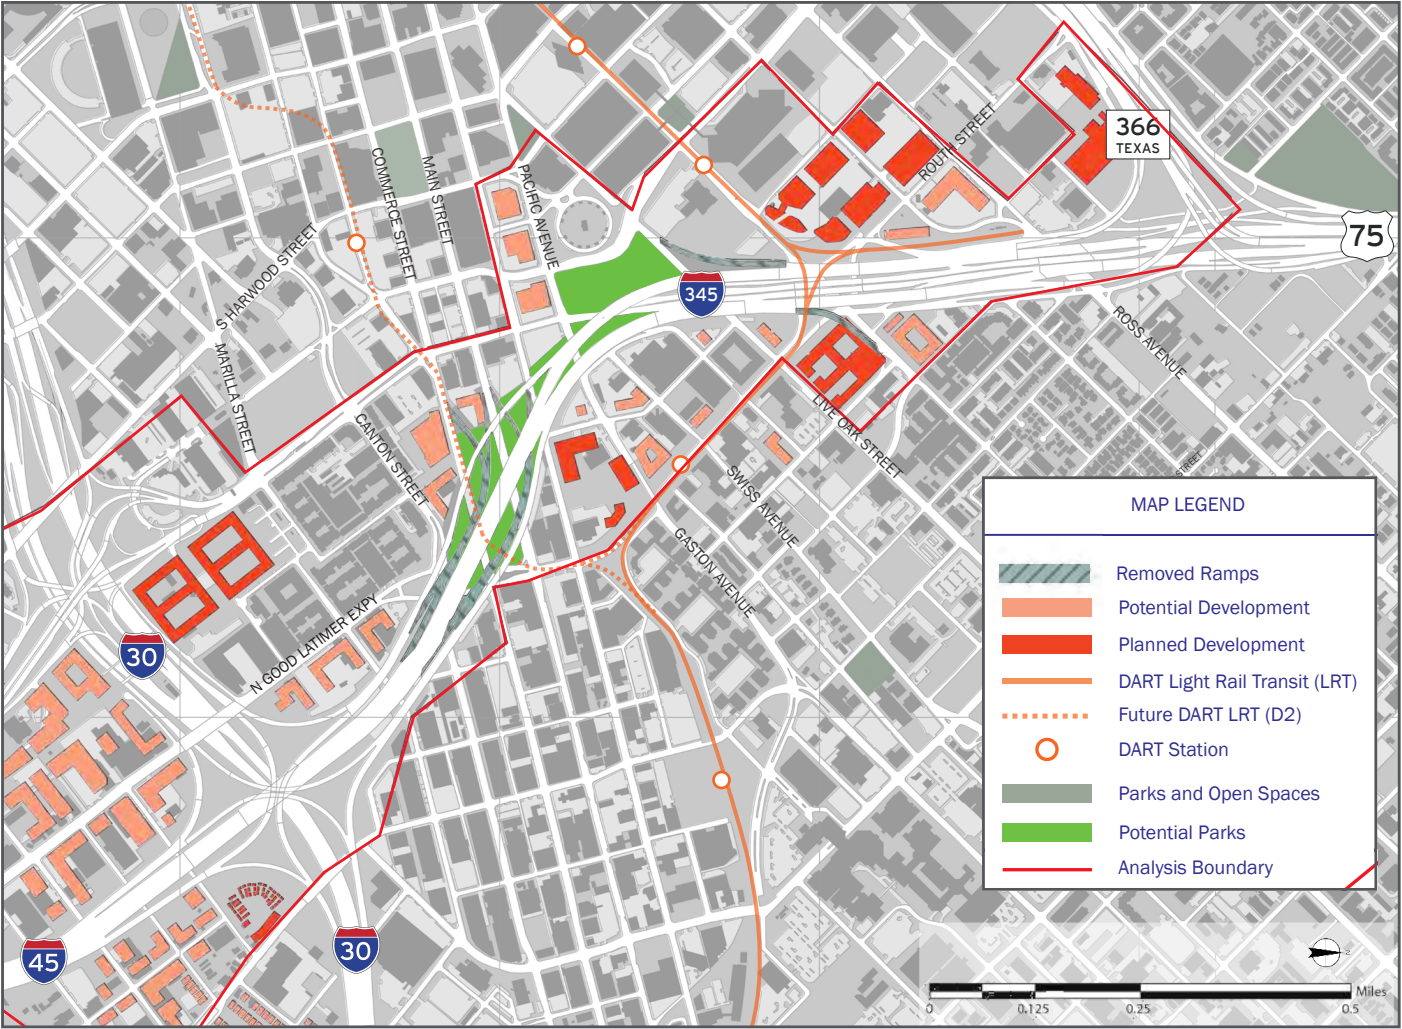 366
TEXAS
75
345
30
45
30
COMMERCE STREET
MAIN STREET
PACIFIC AVENUE
ROUTH STREET
S HARWOOD STREET
MARILLA STREET
CANTON STREET
N GOOD LATIMER EXPY
ROSS AVENUE
LIVE OAK STREET
SWISS AVENUE
GASTON AVENUE
STREET
MAP LEGEND
Removed Ramps
Potential Development
Planned Development
DART Light Rail Transit (LRT)
Future DART LRT (D2)
DART Station
Parks and Open Spaces
Potential Parks
Analysis Boundary
Miles
0
0.125
0.25
0.5